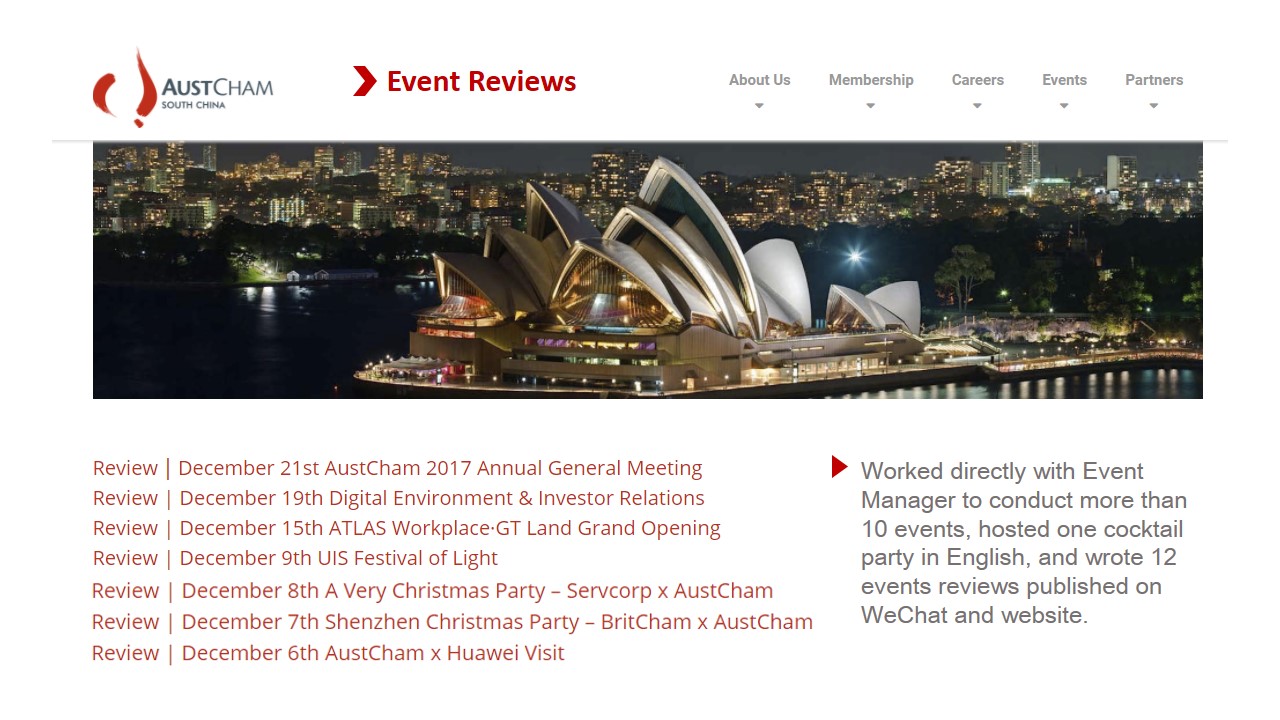 AUSTCHAM
SOUTH CHINA
Event Reviews
About Us
Membership
Careers
Events
Partners
Review | December 21st AustCham 2017 Annual General Meeting
Review | December 19th Digital Environment & Investor Relations
Review | December 15th ATLAS Workplace·GT Land Grand Opening
Review | December 9th UIS Festival of Light
Review | December 8th A Very Christmas Party – Servcorp x AustCham
Review | December 7th Shenzhen Christmas Party – BritCham x AustCham
Review | December 6th AustCham x Huawei Visit
Worked directly with Event
Manager to conduct more than
10 events, hosted one cocktail
party in English, and wrote 12
events reviews published on
WeChat and website.